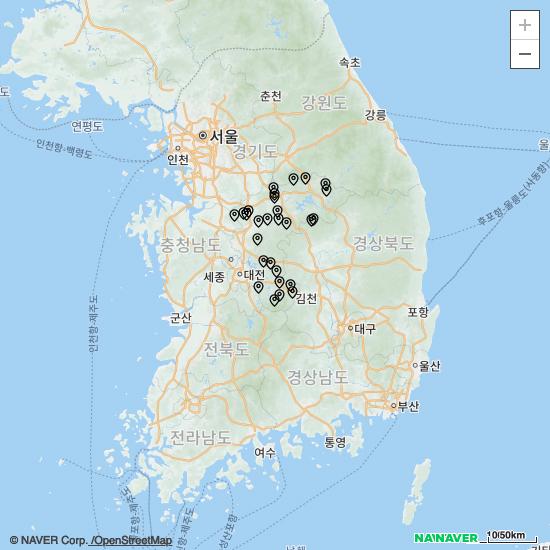 +
−
속초
춘천
강원도
강릉
도
연평도
서울
인천
경기도
인천항-백령도
울
후포항-울릉도(사동항)
충청남도
경상북도
세종
대전
김천
포항
군산
대구
인천항-제주도
전북도
울산
경상남도
부산
전라남도
여수
통영
© NAVER Corp. /OpenStreetMap
NAVER
10/50km